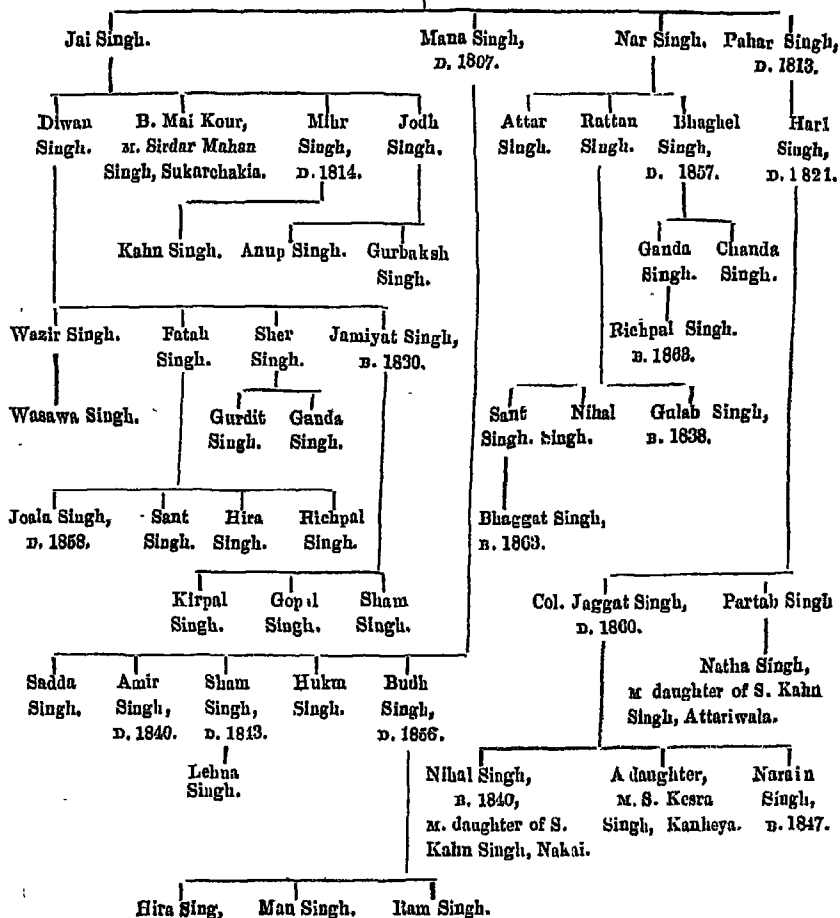 Jai Singh. Mana Singh, Nar Singh. Pahar Singh,
D. 1807. D. 1813.
Diwan B. Mai Kour, Mihr Jodh Attar Rattan Bhaghel Hari
Singh. M. Sirdar Mahan Singh, Singh. Singh. Singh. Singh, Singh,
Singh, Sukarchakia. D. 1814. D. 1857. D. 1821.
Kahn Singh. Anup Singh. Gurbaksh Ganda Chanda
Singh. Singh. Singh.
Wazir Singh. Fatah Sher Jamiyat Singh, Richpal Singh.
Singh. Singh. B. 1830. B. 1863.
Wasawa Singh. Gurdit Ganda Sant Nihal Gulab Singh,
Singh. Singh. Singh. Singh. B. 1838.
Joala Singh, Sant Hira Richpal Bhaggat Singh,
D. 1858. Singh. Singh. Singh. B. 1863.
Kirpal Gopal Sham Col. Jaggat Singh, Partab Singh
Singh. Singh. Singh. D. 1860.
Natha Singh,
Sadda Amir Sham Hukm Budh M daughter of S. Kahn
Singh. Singh, Singh, Singh. Singh, Singh, Attariwala.
D. 1840. D. 1813. D. 1856.
Lehna Nihal Singh, A daughter, Narain
Singh. B. 1840, M. S. Kesra Singh,
M. daughter of S. Singh, Kanheya. B. 1847.
Kahn Singh, Nakai.
Hira Sing, Man Singh. Ram Singh.